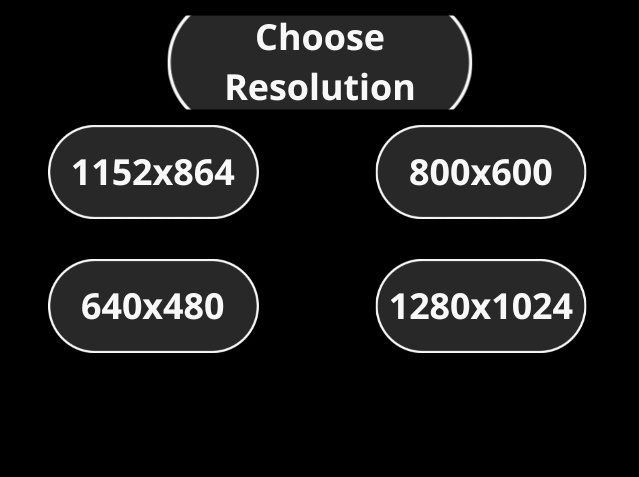 Choose
Resolution
1152x864
800x600
640x480
1280x1024